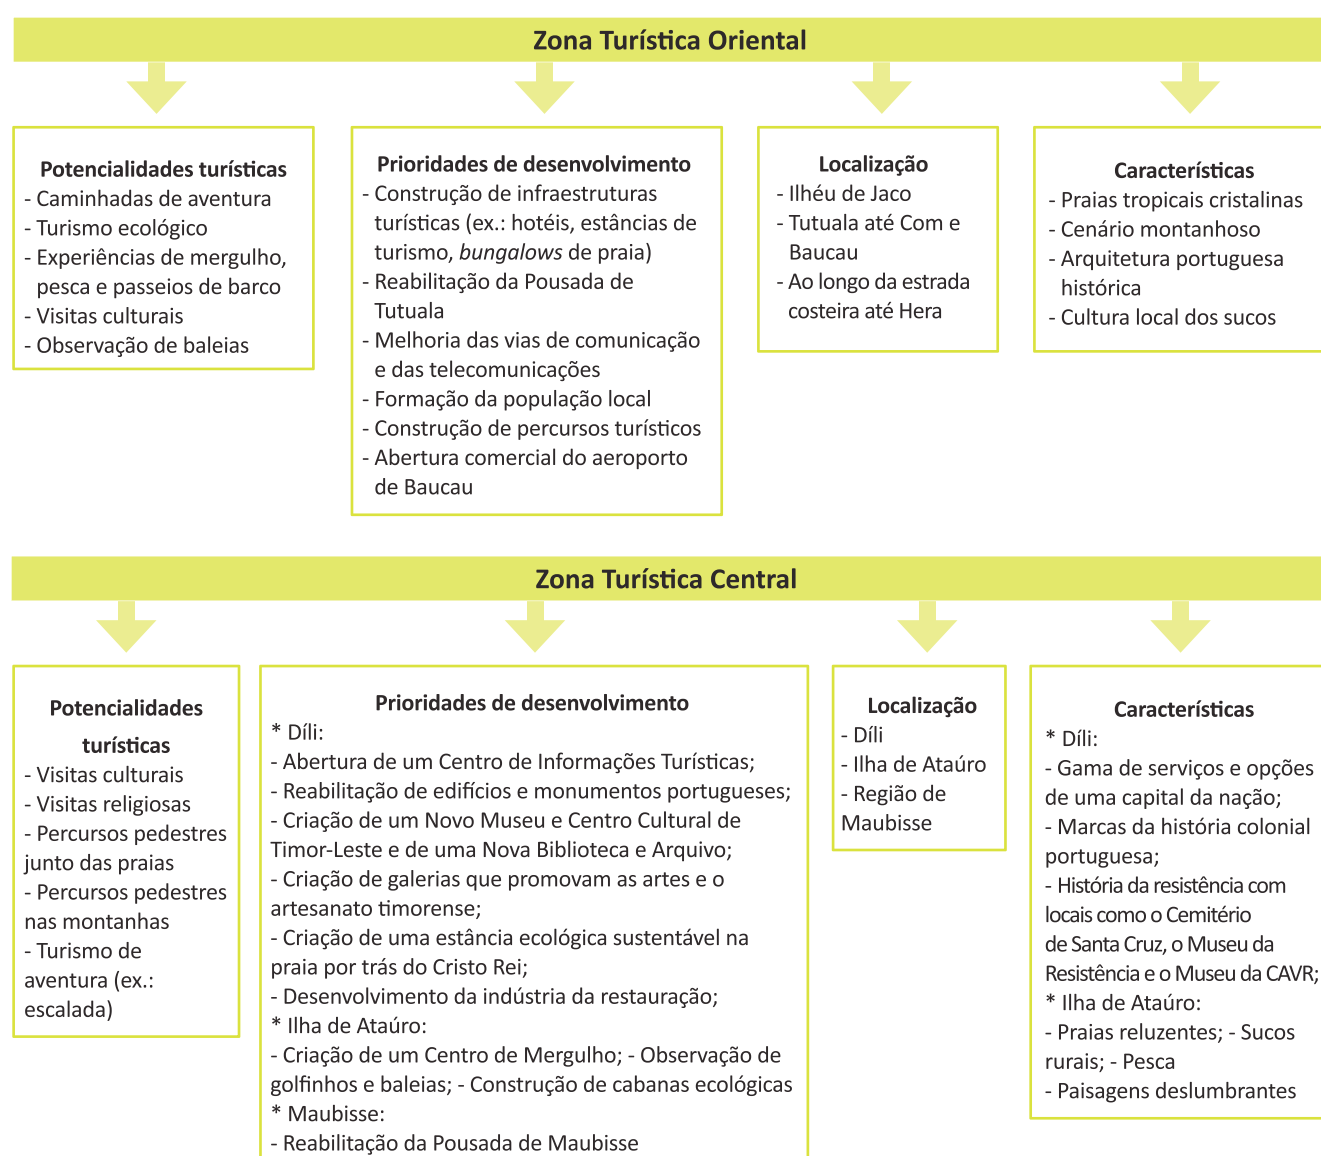 Zona Turística Oriental
Potencialidades turísticas
- Caminhadas de aventura
- Turismo ecológico
- Experiências de mergulho,
pesca e passeios de barco
- Visitas culturais
- Observação de baleias
Prioridades de desenvolvimento
- Construção de infraestruturas
turísticas (ex.: hotéis, estâncias de
turismo, bungalows de praia)
- Reabilitação da Pousada de
Tutuala
- Melhoria das vias de comunicação
e das telecomunicações
- Formação da população local
- Construção de percursos turísticos
- Abertura comercial do aeroporto
de Baucau
Localização
- Ilhéu de Jaco
- Tutuala até Com e
Baucau
- Ao longo da estrada
costeira até Hera
Características
- Praias tropicais cristalinas
- Cenário montanhoso
- Arquitetura portuguesa
histórica
- Cultura local dos sucos
Zona Turística Central
Potencialidades
turísticas
- Visitas culturais
- Visitas religiosas
- Percursos pedestres
junto das praias
- Percursos pedestres
nas montanhas
- Turismo de
aventura (ex.:
escalada)
Prioridades de desenvolvimento
* Díli:
- Abertura de um Centro de Informações Turísticas;
- Reabilitação de edifícios e monumentos portugueses;
- Criação de um Novo Museu e Centro Cultural de
Timor-Leste e de uma Nova Biblioteca e Arquivo;
- Criação de galerias que promovam as artes e o
artesanato timorense;
- Criação de uma estância ecológica sustentável na
praia por trás do Cristo Rei;
- Desenvolvimento da indústria da restauração;
* Ilha de Ataúro:
- Criação de um Centro de Mergulho; - Observação de
golfinhos e baleias; - Construção de cabanas ecológicas
* Maubisse:
- Reabilitação da Pousada de Maubisse
Localização
- Díli
- Ilha de Ataúro
- Região de
Maubisse
Características
* Díli:
- Gama de serviços e opções
de uma capital da nação;
- Marcas da história colonial
portuguesa;
- História da resistência com
locais como o Cemitério
de Santa Cruz, o Museu da
Resistência e o Museu da CAVR;
* Ilha de Ataúro:
- Praias reluzentes; - Sucos
rurais; - Pesca
- Paisagens deslumbrantes